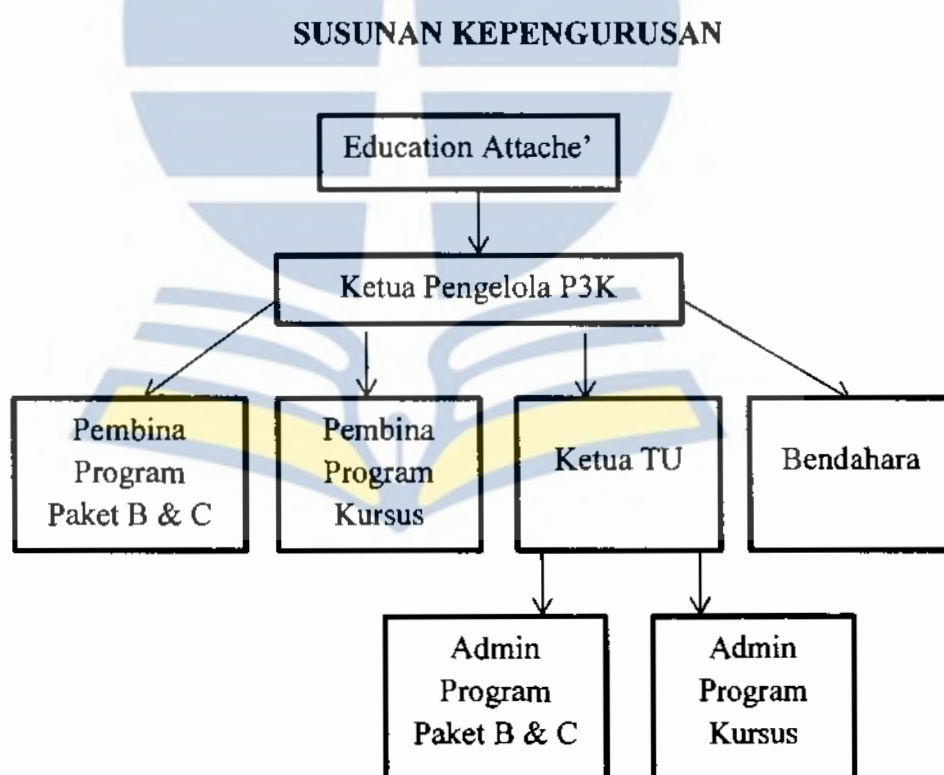 SUSUNAN KEPENGURUSAN
Education Attache’
Ketua Pengelola P3K
Pembina
Program
Paket B & C
Pembina
Program
Kursus
Ketua TU
Bendahara
Admin
Program
Paket B & C
Admin
Program
Kursus